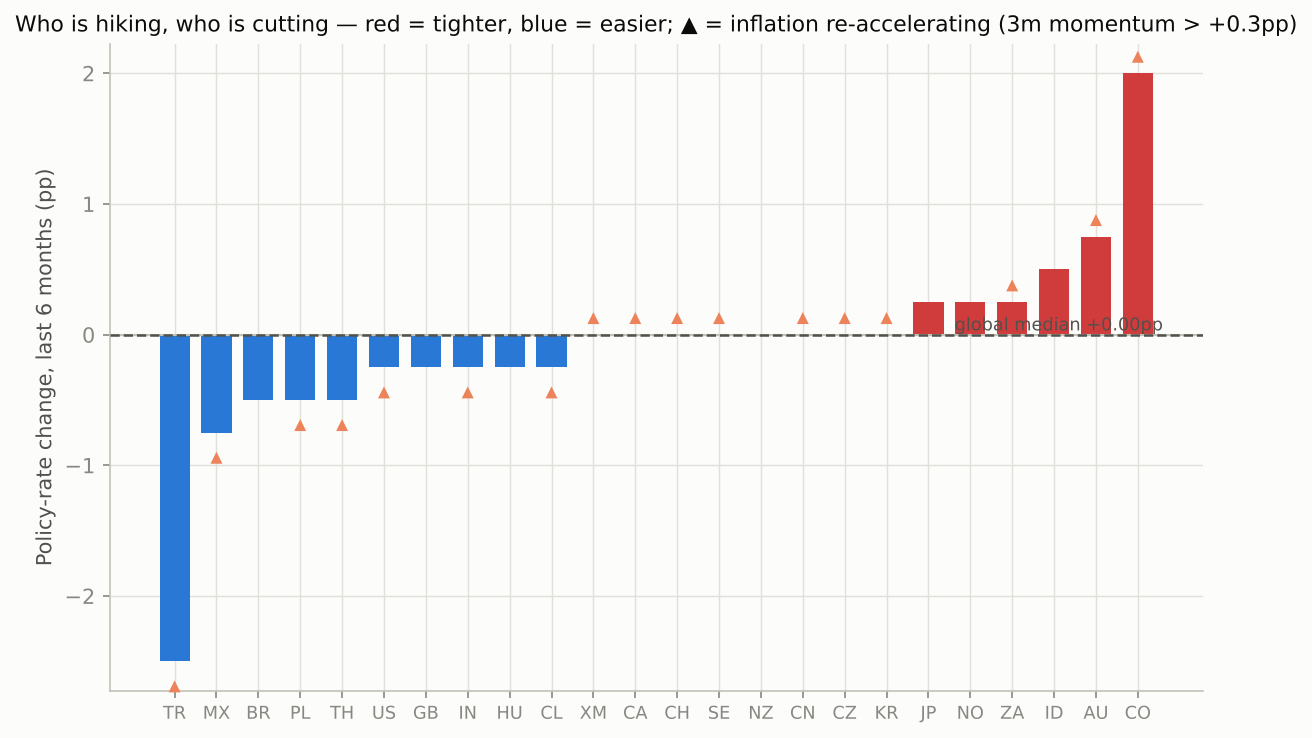 Who is hiking, who is cutting — red = tighter, blue = easier; ▲ = inflation re-accelerating (3m momentum > +0.3pp)
Policy-rate change, last 6 months (pp)
2
1
0
−1
−2
global median +0.00pp
TR MX BR PL TH US GB IN HU CL XM CA CH SE NZ CN CZ KR JP NO ZA ID AU CO